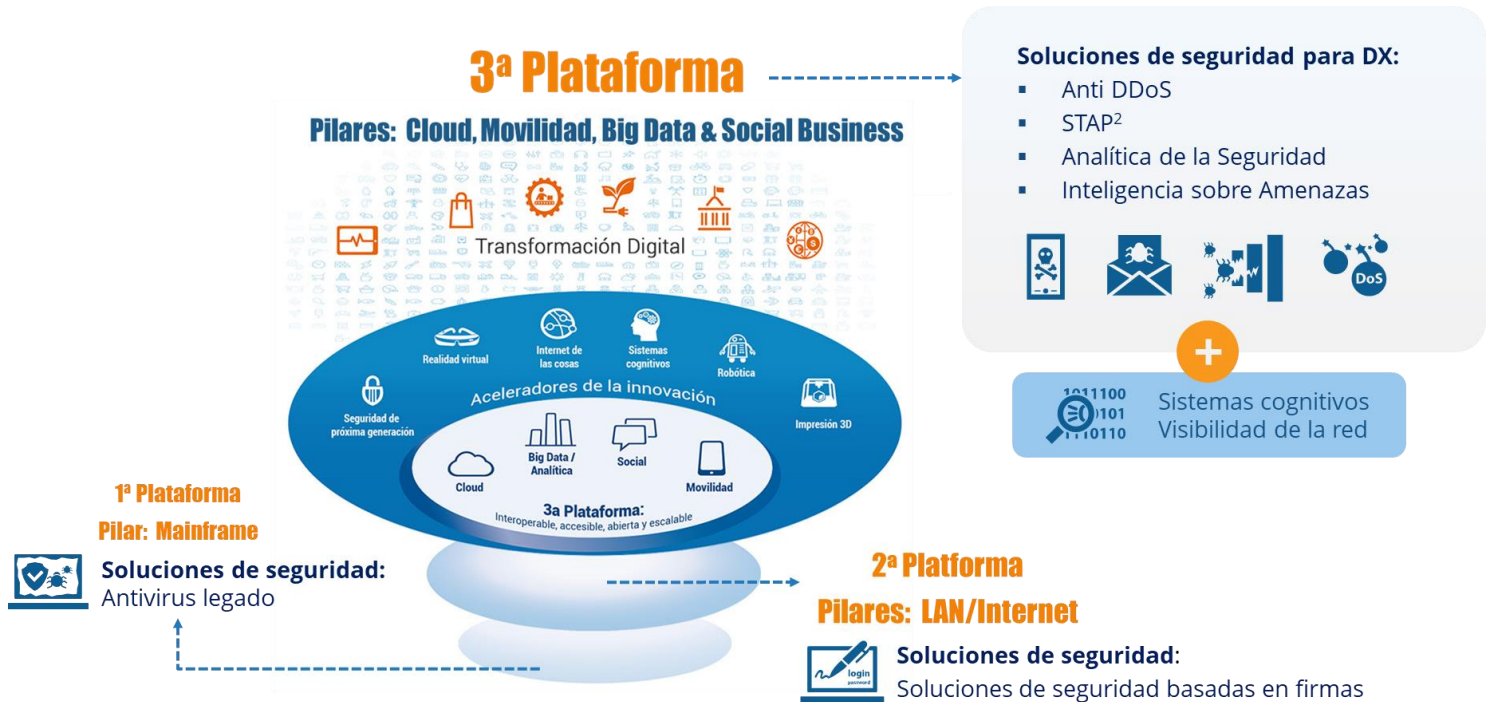 3ª Plataforma
Pilares: Cloud, Movilidad, Big Data & Social Business
Transformación Digital
Realidad virtual
Internet de
las cosas
Sistemas
cognitivos
Robótica
Seguridad de
próxima generación
Aceleradores de la innovación
Impresión 3D
Cloud
Big Data /
Analítica
Social
Movilidad
3a Plataforma:
Interoperable, accesible, abierta y escalable
Soluciones de seguridad para DX:
▪ Anti DDoS
▪ STAP²
▪ Analítica de la Seguridad
▪ Inteligencia sobre Amenazas
DoS
+
1011100
101
1110110
Sistemas cognitivos
Visibilidad de la red
1ª Plataforma
Pilar: Mainframe
Soluciones de seguridad:
Antivirus legado
2ª Platforma
Pilares: LAN/Internet
login
password
Soluciones de seguridad:
Soluciones de seguridad basadas en firmas